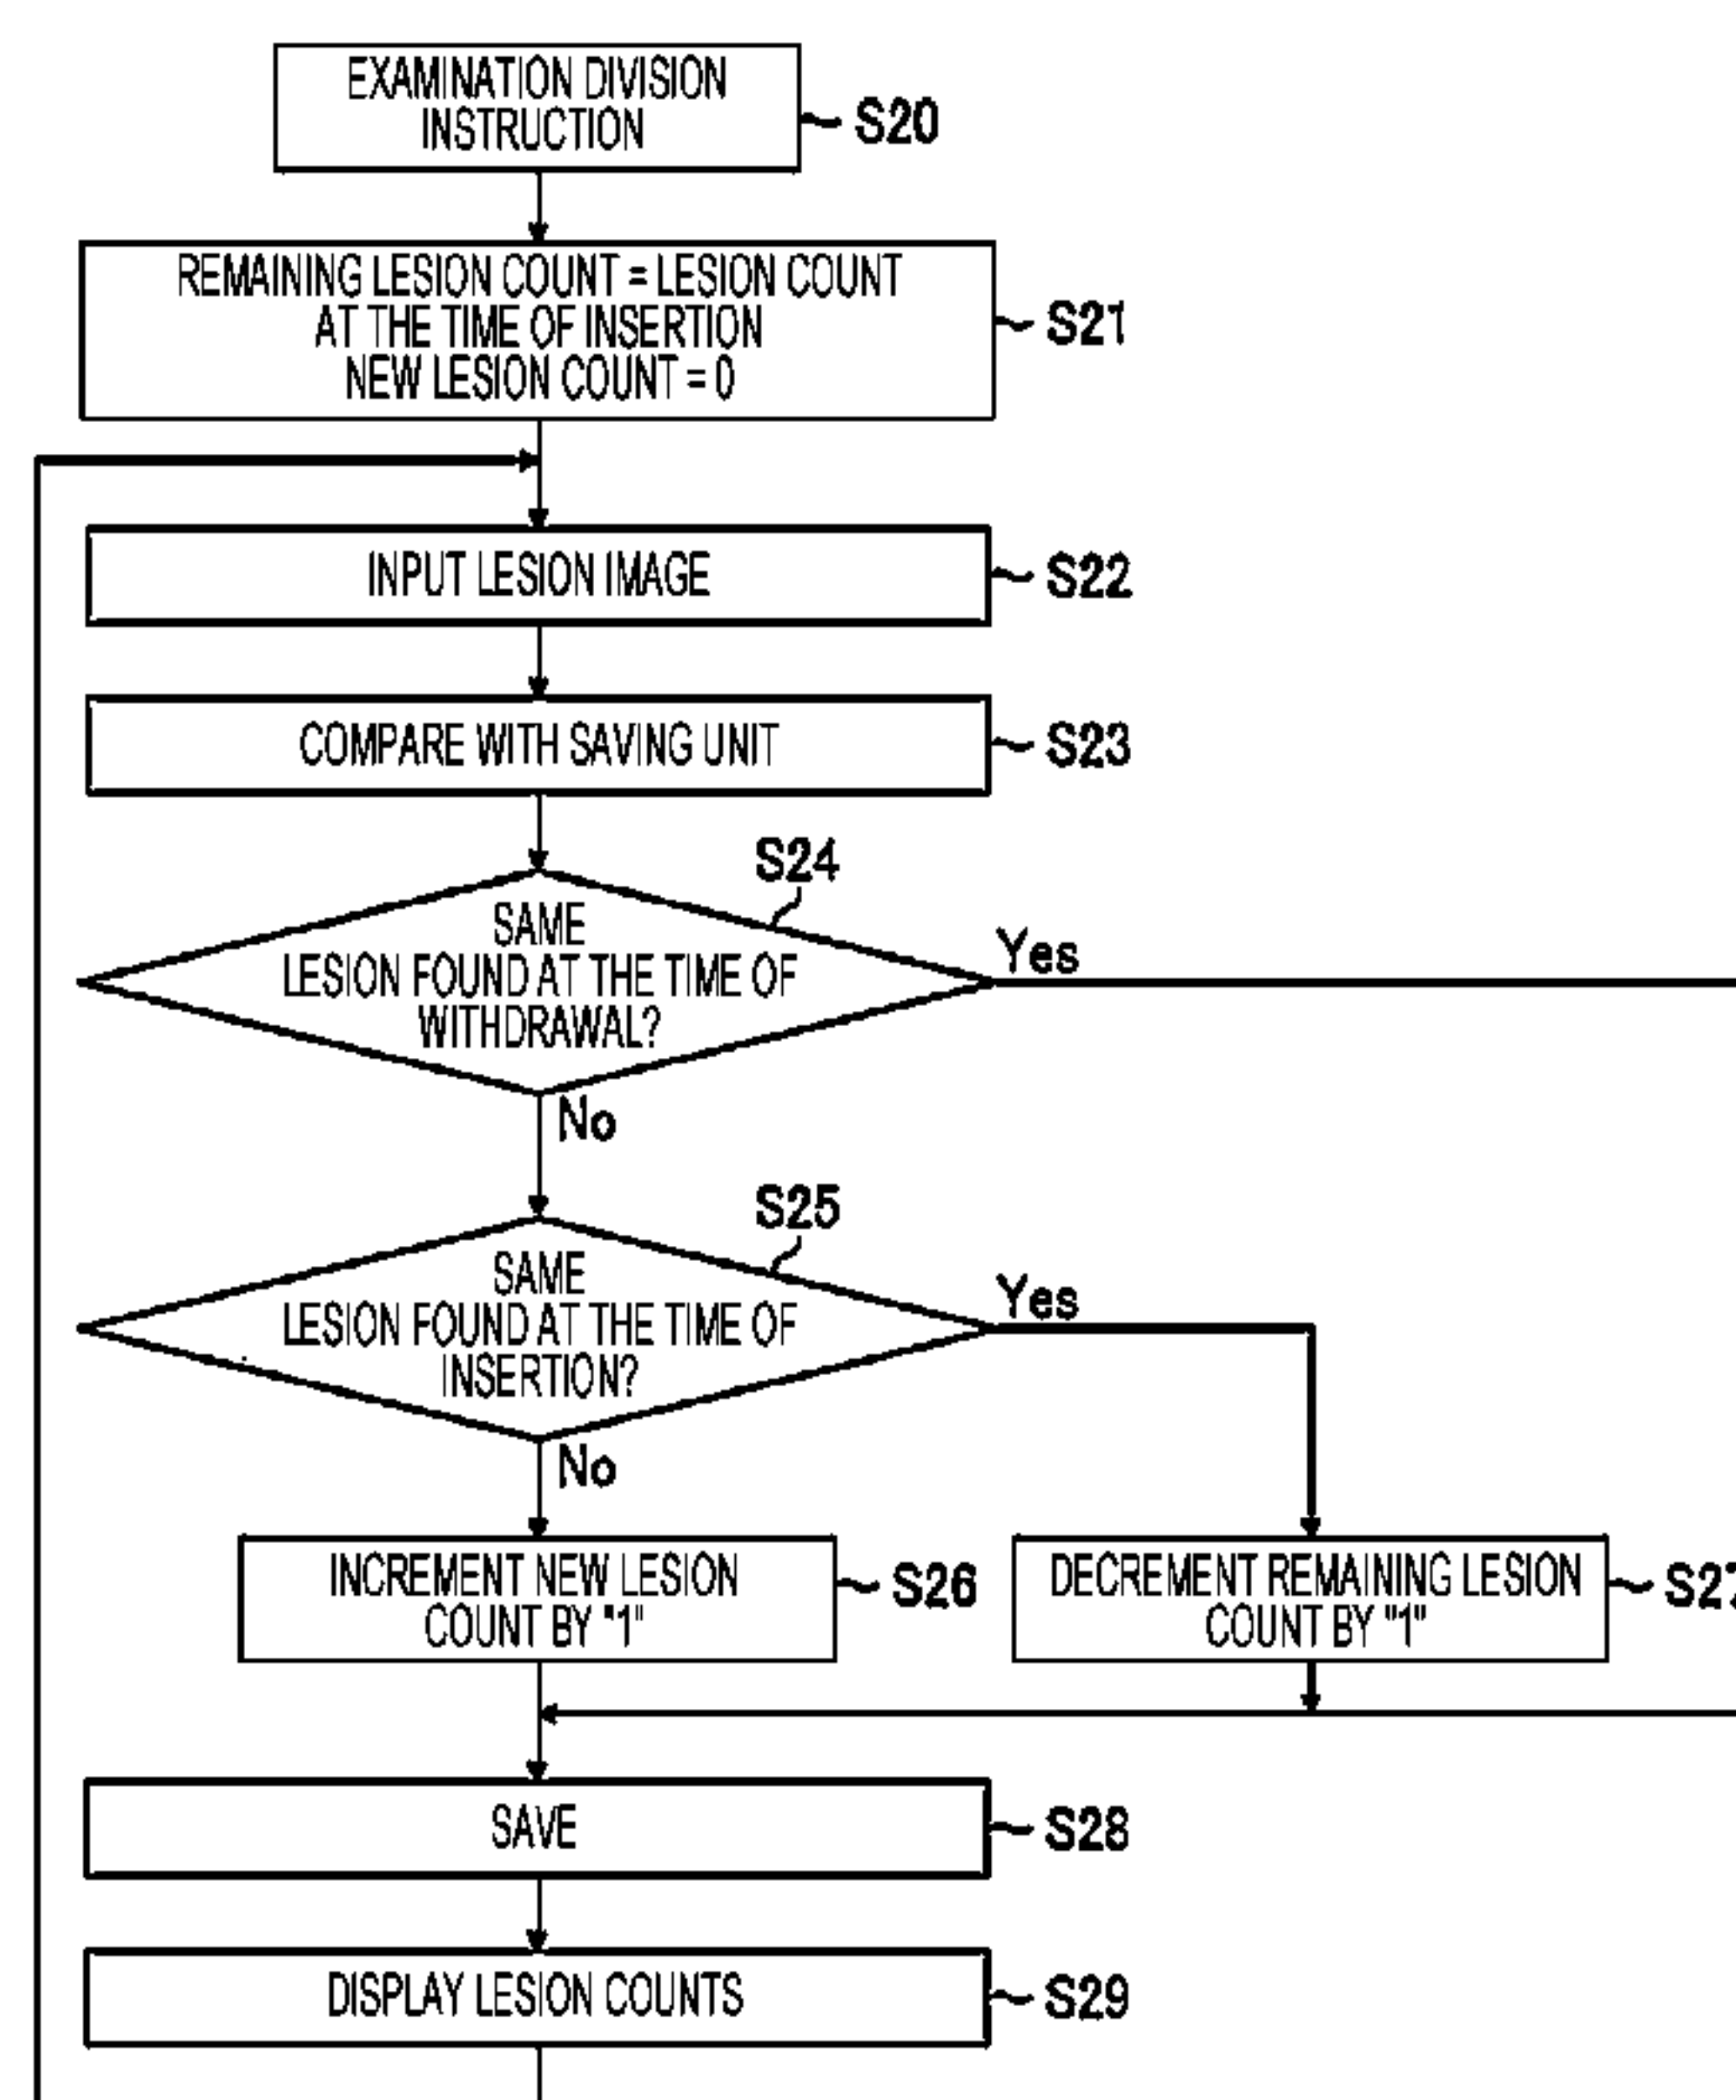 EXAMINATION DIVISION
INSTRUCTION
S20
REMAINING LESION COUNT = LESION COUNT
AT THE TIME OF INSERTION
NEW LESION COUNT = 0
S21
INPUT LESION IMAGE
S22
COMPARE WITH SAVING UNIT
S23
S24
SAME
LESION FOUND AT THE TIME OF
WITHDRAWAL?
Yes
No
S25
SAME
LESION FOUND AT THE TIME OF
INSERTION?
Yes
No
INCREMENT NEW LESION
COUNT BY "1"
S26
DECREMENT REMAINING LESION
COUNT BY "1"
S27
SAVE
S28
DISPLAY LESION COUNTS
S29